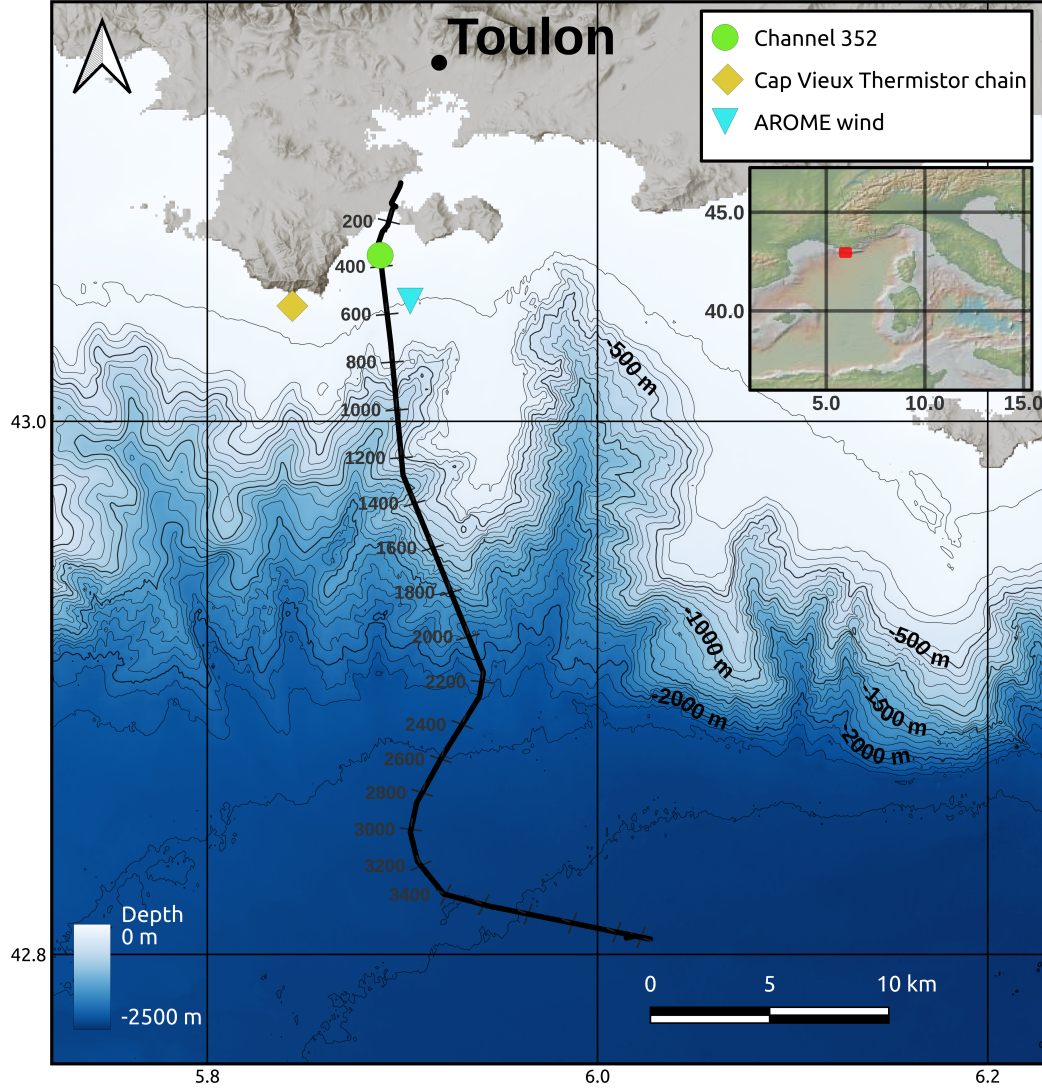 Toulon
Channel 352
Cap Vieux Thermistor chain
AROME wind
45.0
40.0
5.0
10.0
15.0
200
400
600
800
1000
1200
1400
1600
1800
2000
2200
2400
2600
2800
3000
3200
3400
-500 m
-1000 m
-2000 m
-500 m
-1500 m
-2000 m
43.0
42.8
Depth
0 m
-2500 m
0 5 10 km
5.8 6.0 6.2